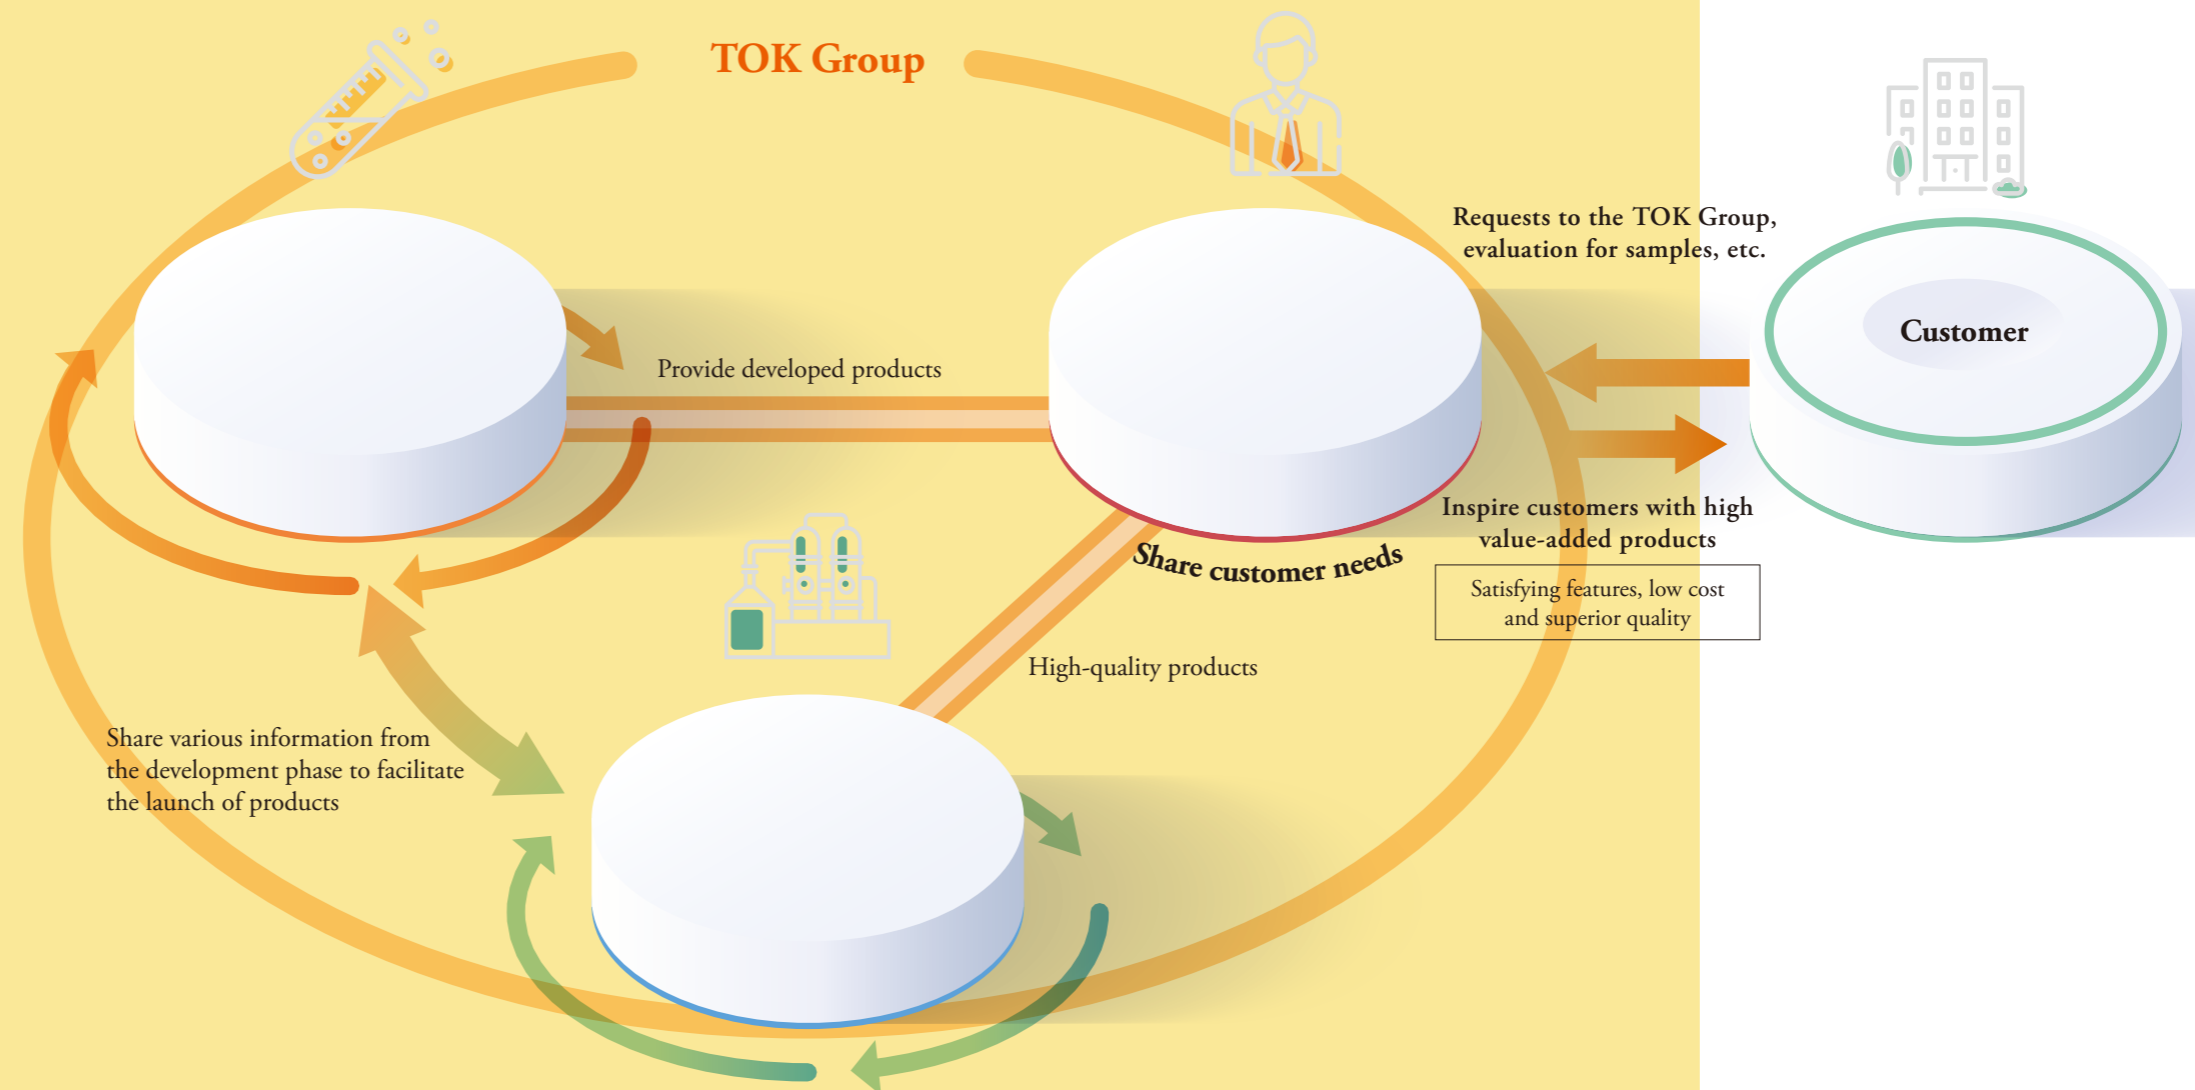 TOK Group
Requests to the TOK Group,
evaluation for samples, etc.
Customer
Provide developed products
Inspire customers with high
value-added products
Share customer needs
Satisfying features, low cost
and superior quality
High-quality products
Share various information from
the development phase to facilitate
the launch of products